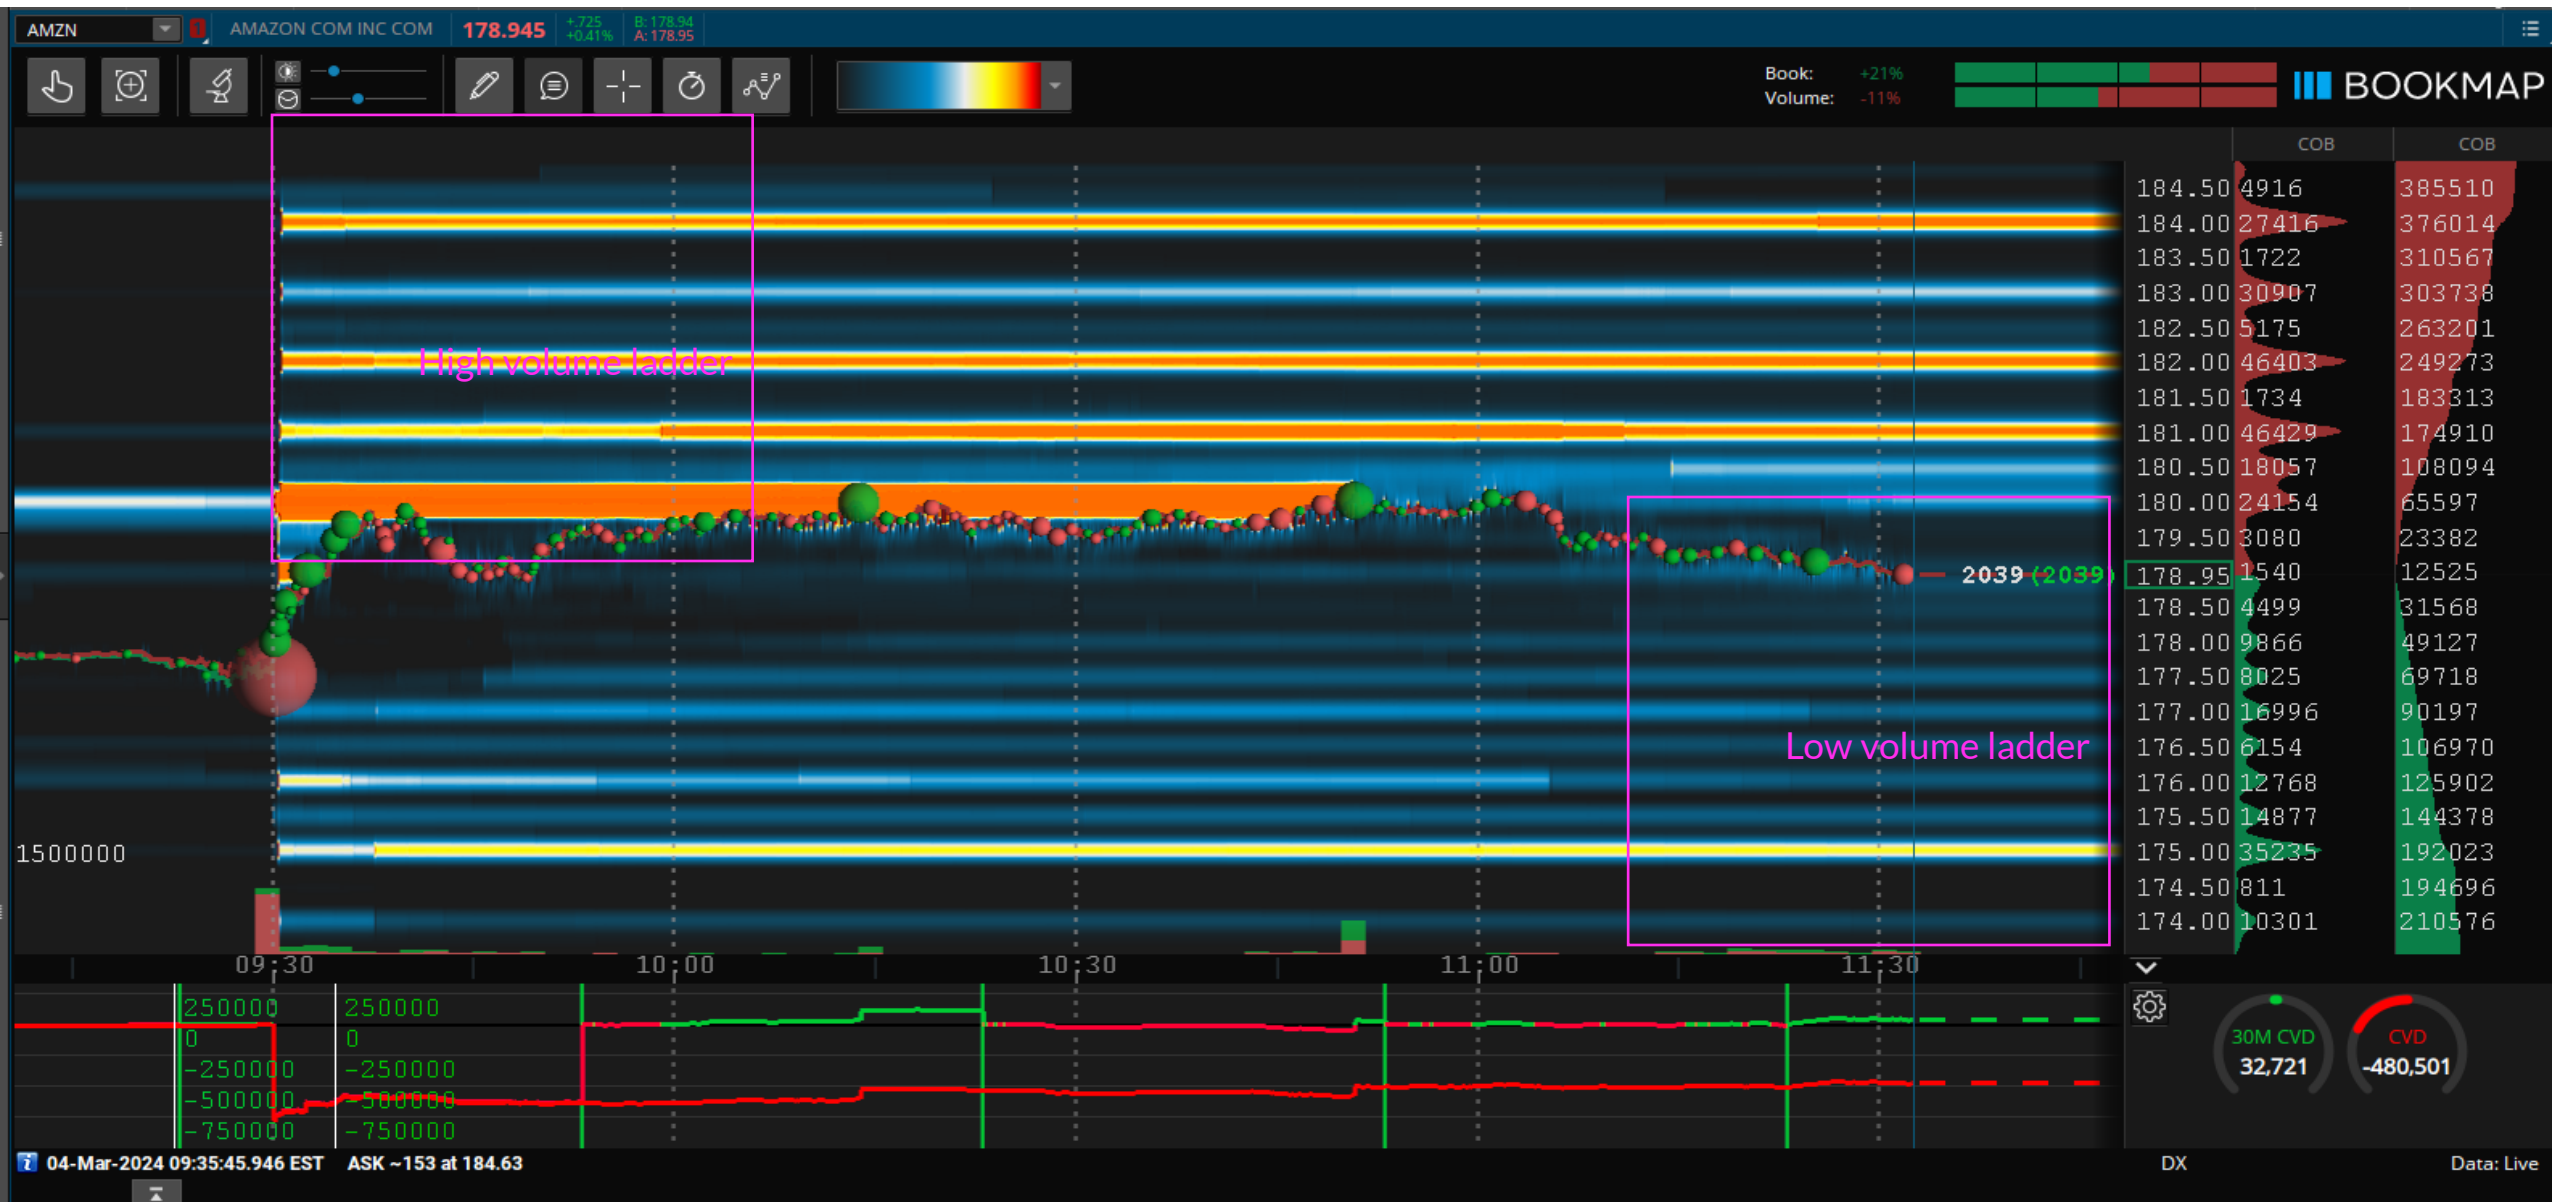 AMZN
1
AMAZON COM INC COM
178.945
+.725
+0.41%
B: 178.94
A: 178.95
Book: +21%
Volume: -11%
BOOKMAP
COB COB
184.50 4916 385510
184.00 27416 376014
183.50 1722 310567
183.00 30907 303738
182.50 5175 263201
High volume ladder
182.00 46403 249273
181.50 1734 183313
181.00 46429 174910
180.50 18057 108094
180.00 24154 65597
179.50 3080 23382
2039 (2039)
178.95 1540 12525
178.50 4499 31568
178.00 9866 49127
177.50 8025 69718
177.00 16996 90197
Low volume ladder
176.50 6154 106970
176.00 12768 125902
175.50 14877 144378
1500000
175.00 35235 192023
174.50 811 194696
174.00 10301 210576
09:30 10:00 10:30 11:00 11:30
250000 250000
0 0
-250000 -250000
-500000 -500000
-750000 -750000
30M CVD
32,721
CVD
-480,501
04-Mar-2024 09:35:45.946 EST ASK ~153 at 184.63
DX
Data: Live